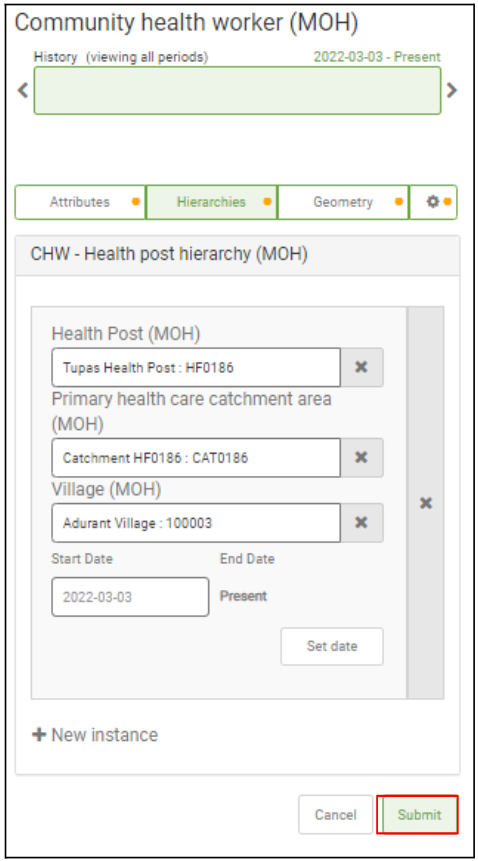 Community health worker (MOH)
History (viewing all periods) 2022-03-03 - Present
Attributes Hierarchies Geometry
CHW - Health post hierarchy (MOH)
Health Post (MOH)
Tupas Health Post : HF0186
Primary health care catchment area
(MOH)
Catchment HF0186 : CAT0186
Village (MOH)
Adurant Village : 100003
Start Date End Date
2022-03-03 Present
Set date
New instance
Cancel Submit